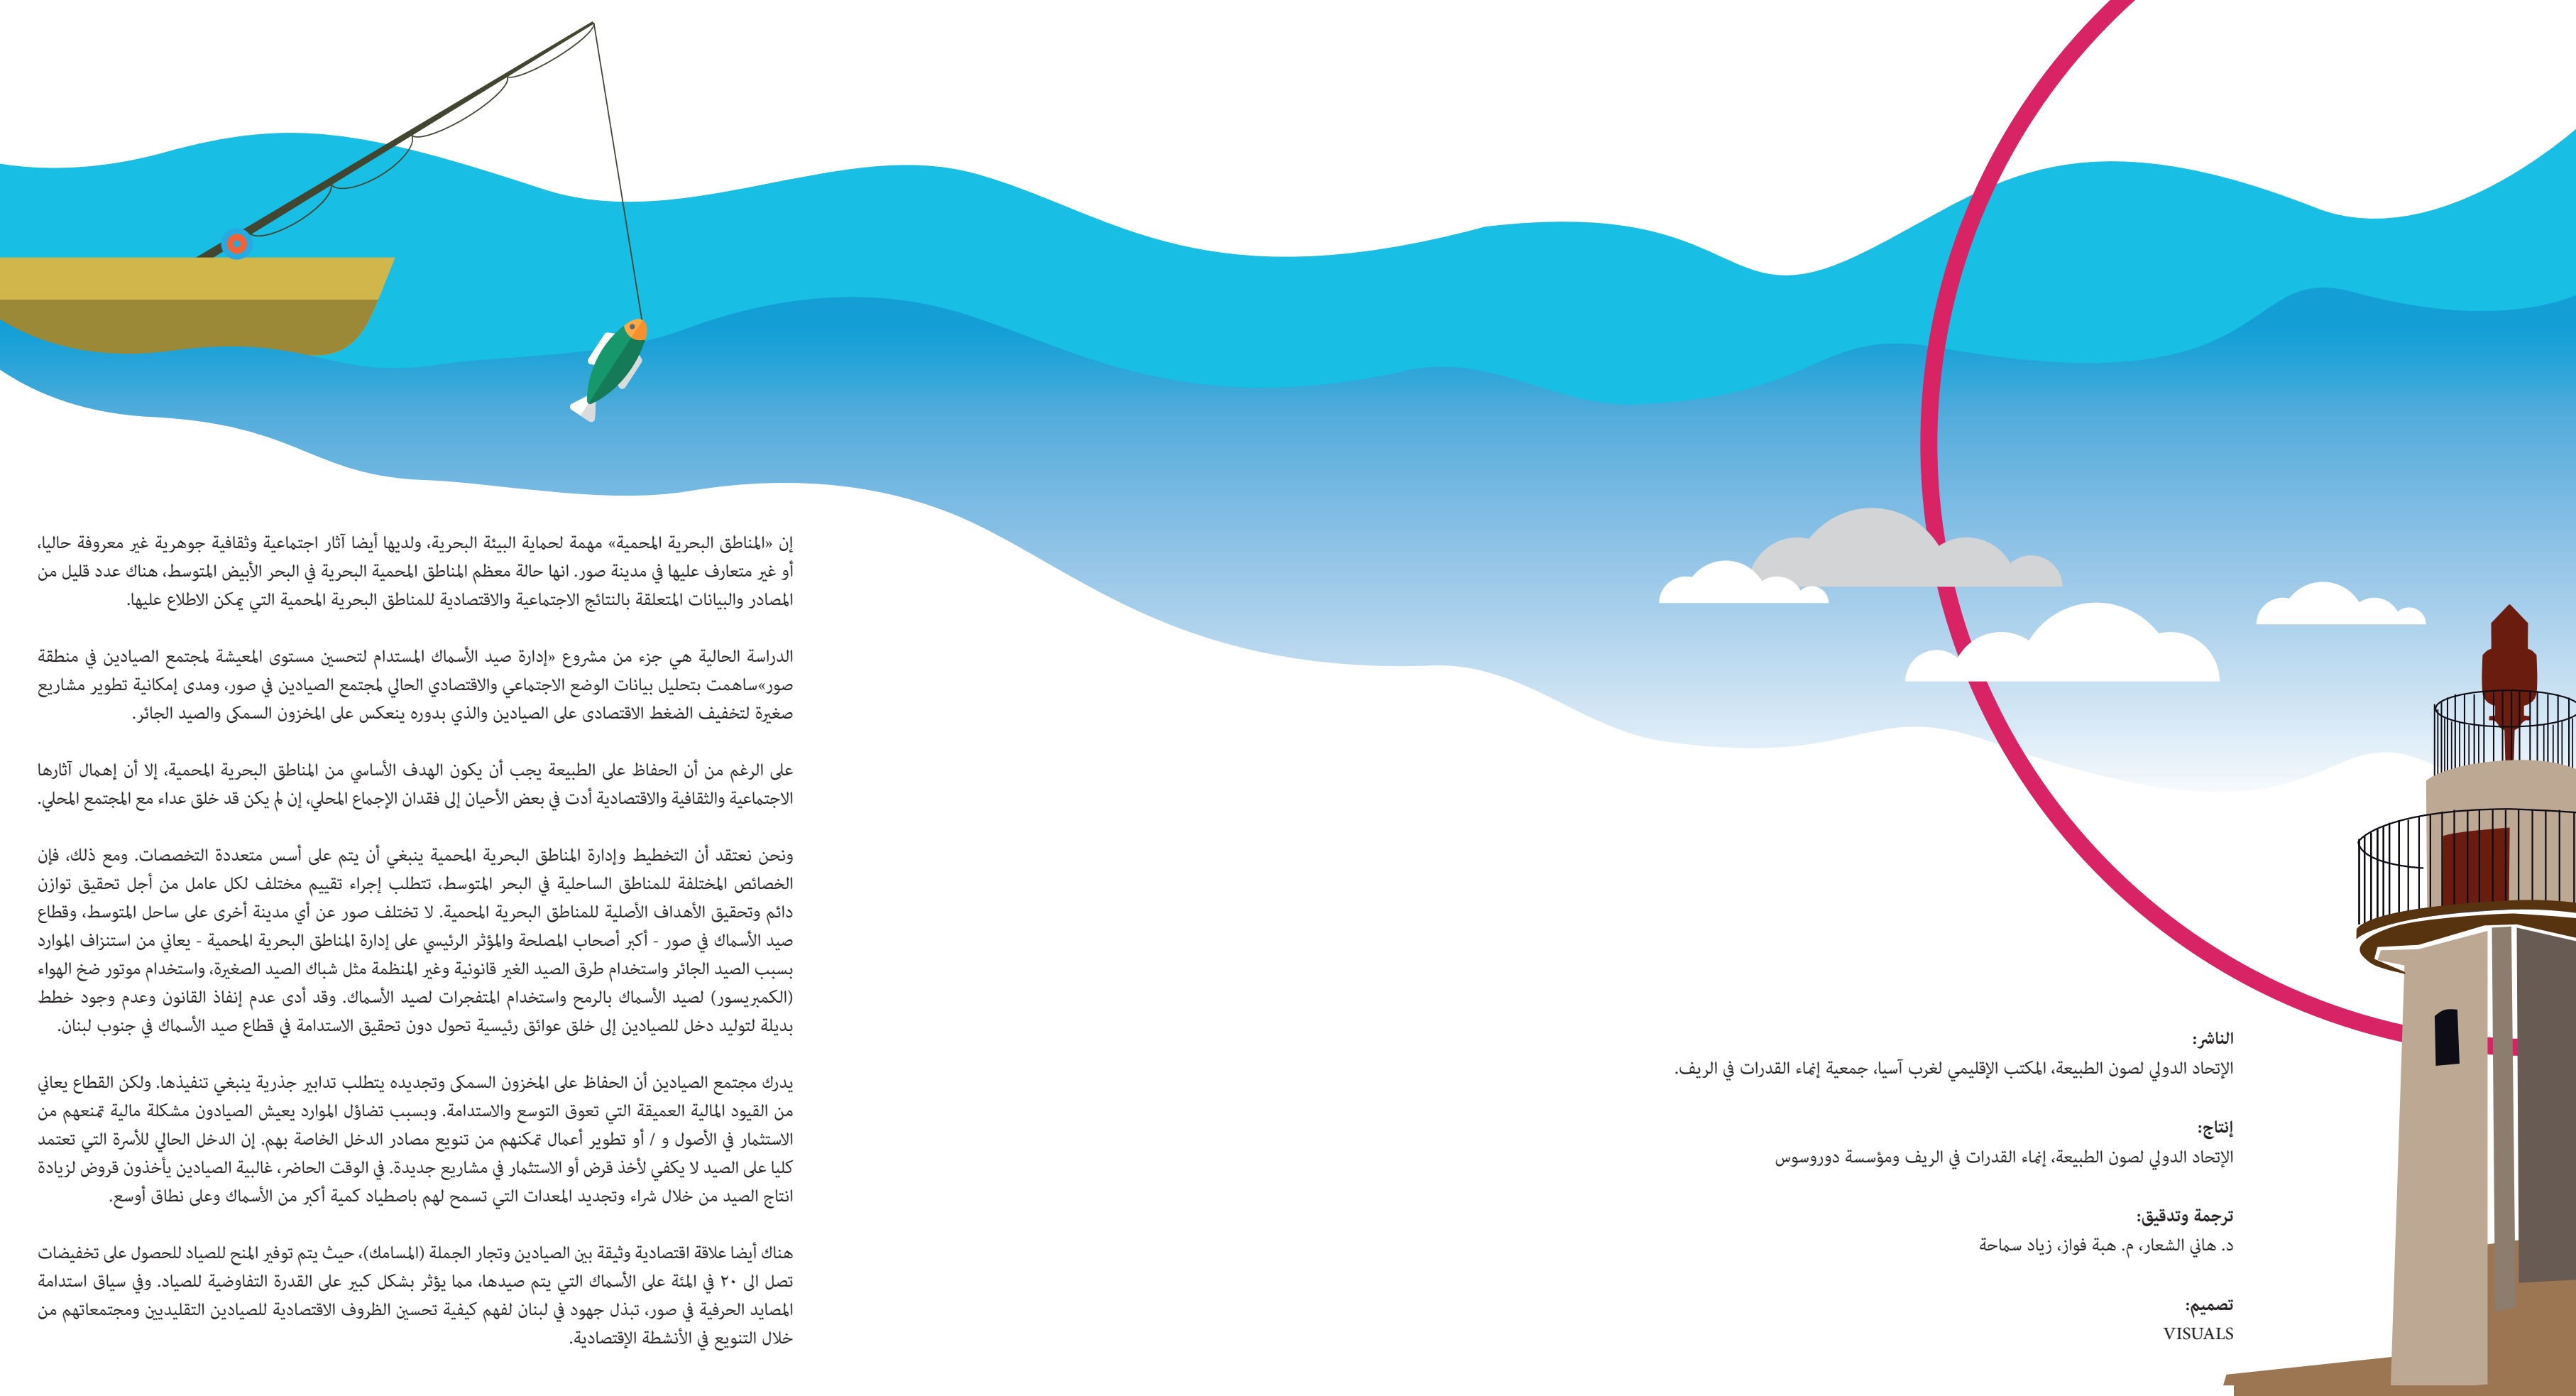 الناشر:
الإتحاد الدولي لصون الطبيعة، المكتب الإقليمي لغرب آسيا، جمعية إنماء القدرات في الريف.
إنتاج:
الإتحاد الدولي لصون الطبيعة، إنماء القدرات في الريف ومؤسسة دوروسوس
ترجمة وتدقيق:
د. هاني الشعار، م. هبة فواز، زياد سماحة
تصميم:
VISUALS
إن «المناطق البحرية المحمية» مهمة لحماية البيئة البحرية، ولديها أيضا آثار اجتماعية وثقافية جوهرية غير معروفة حاليا،
أو غير متعارف عليها في مدينة صور. انها حالة معظم المناطق المحمية البحرية في البحر الأبيض المتوسط، هناك عدد قليل من
المصادر والبيانات المتعلقة بالنتائج الاجتماعية والاقتصادية للمناطق البحرية المحمية التي يمكن الاطلاع عليها.
الدراسة الحالية هي جزء من مشروع «إدارة صيد الأسماك المستدام لتحسين مستوى المعيشة لمجتمع الصيادين في منطقة
صور»ساهمت بتحليل بيانات الوضع الاجتماعي والاقتصادي الحالي لمجتمع الصيادين في صور، ومدى إمكانية تطوير مشاريع
صغيرة لتخفيف الضغط الاقتصادى على الصيادين والذي بدوره ينعكس على المخزون السمكى والصيد الجائر.
على الرغم من أن الحفاظ على الطبيعة يجب أن يكون الهدف الأساسي من المناطق البحرية المحمية، إلا أن إهمال آثارها
الاجتماعية والثقافية والاقتصادية أدت في بعض الأحيان إلى فقدان الإجماع المحلي، إن لم يكن قد خلق عداء مع المجتمع المحلي.
ونحن نعتقد أن التخطيط وإدارة المناطق البحرية المحمية ينبغي أن يتم على أسس متعددة التخصصات. ومع ذلك، فإن
الخصائص المختلفة للمناطق الساحلية في البحر المتوسط، تتطلب إجراء تقييم مختلف لكل عامل من أجل تحقيق توازن
دائم وتحقيق الأهداف الأصلية للمناطق البحرية المحمية. لا تختلف صور عن أي مدينة أخرى على ساحل المتوسط، وقطاع
صيد الأسماك في صور - أكبر أصحاب المصلحة والمؤثر الرئيسي على إدارة المناطق البحرية المحمية - يعاني من استنزاف الموارد
بسبب الصيد الجائر واستخدام طرق الصيد الغير قانونية وغير المنظمة مثل شباك الصيد الصغيرة، واستخدام موتور ضخ الهواء
(الكمبريسور) لصيد الأسماك بالرمح واستخدام المتفجرات لصيد الأسماك. وقد أدى عدم إنفاذ القانون وعدم وجود خطط
بديلة لتوليد دخل للصيادين إلى خلق عوائق رئيسية تحول دون تحقيق الاستدامة في قطاع صيد الأسماك في جنوب لبنان.
يدرك مجتمع الصيادين أن الحفاظ على المخزون السمكى وتجديده يتطلب تدابير جذرية ينبغي تنفيذها. ولكن القطاع يعاني
من القيود المالية العميقة التي تعوق التوسع والاستدامة. وبسبب تضاؤل الموارد يعيش الصيادون مشكلة مالية تمنعهم من
الاستثمار في الأصول و / أو تطوير أعمال تمكنهم من تنويع مصادر الدخل الخاصة بهم. إن الدخل الحالي للأسرة التي تعتمد
كليا على الصيد لا يكفي لأخذ قرض أو الاستثمار في مشاريع جديدة. في الوقت الحاضر، غالبية الصيادين يأخذون قروض لزيادة
انتاج الصيد من خلال شراء وتجديد المعدات التي تسمح لهم باصطياد كمية أكبر من الأسماك وعلى نطاق أوسع.
هناك أيضا علاقة اقتصادية وثيقة بين الصيادين وتجار الجملة (المسامك)، حيث يتم توفير المنح للصياد للحصول على تخفيضات
تصل الى ٢٠ في المئة على الأسماك التي يتم صيدها، مما يؤثر بشكل كبير على القدرة التفاوضية للصياد. وفي سياق استدامة
المصايد الحرفية في صور، تبذل جهود في لبنان لفهم كيفية تحسين الظروف الاقتصادية للصيادين التقليديين ومجتمعاتهم من
خلال التنويع في الأنشطة الإقتصادية.